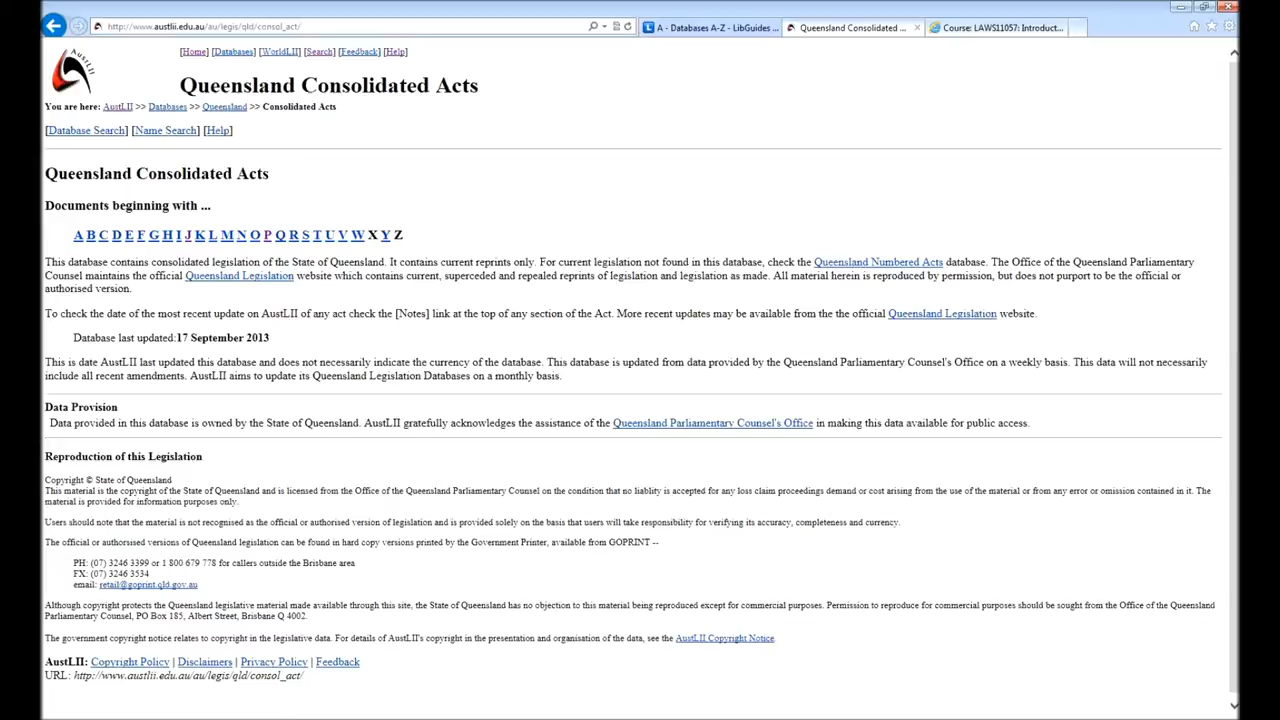 http://www.austlii.edu.au/au/legis/qld/consol_act/
A - Databases A-Z - LibGuides ...
Queensland Consolidated Acts ...
Course: LAWS11057: Introduct...
AustLII
[Home] [Databases] [WorldLII] [Search] [Feedback] [Help]
Queensland Consolidated Acts
You are here: AustLII >> Databases >> Queensland >> Consolidated Acts
[Database Search] [Name Search] [Help]
Queensland Consolidated Acts
Documents beginning with ...
A B C D E F G H I J K L M N O P Q R S T U V W X Y Z
This database contains consolidated legislation of the State of Queensland. It contains current reprints only. For current legislation not found in this database, check the Queensland Numbered Acts database. The Office of the Queensland Parliamentary
Counsel maintains the official Queensland Legislation website which contains current, superceded and repealed reprints of legislation and legislation as made. All material herein is reproduced by permission, but does not purport to be the official or
authorised version.
To check the date of the most recent update on AustLII of any act check the [Notes] link at the top of any section of the Act. More recent updates may be available from the the official Queensland Legislation website.
Database last updated:17 September 2013
This is date AustLII last updated this database and does not necessarily indicate the currency of the database. This database is updated from data provided by the Queensland Parliamentary Counsel's Office on a weekly basis. This data will not necessarily
include all recent amendments. AustLII aims to update its Queensland Legislation Databases on a monthly basis.
Data Provision
Data provided in this database is owned by the State of Queensland. AustLII gratefully acknowledges the assistance of the Queensland Parliamentary Counsel's Office in making this data available for public access.
Reproduction of this Legislation
Copyright © State of Queensland
This material is the copyright of the State of Queensland and is licensed from the Office of the Queensland Parliamentary Counsel on the condition that no liablity is accepted for any loss claim proceedings demand or cost arising from the use of the material or from any error or omission contained in it. The
material is provided for information purposes only.
Users should note that the material is not recognised as the official or authorised version of legislation and is provided solely on the basis that users will take responsibility for verifying its accuracy, completeness and currency.
The official or authorised versions of Queensland legislation can be found in hard copy versions printed by the Government Printer, available from GOPRINT --
PH: (07) 3246 3399 or 1 800 679 778 for callers outside the Brisbane area
FX: (07) 3246 3534
email: retail@goprint.qld.gov.au
Although copyright protects the Queensland legislative material made available through this site, the State of Queensland has no objection to this material being reproduced except for commercial purposes. Permission to reproduce for commercial purposes should be sought from the Office of the Queensland
Parliamentary Counsel, PO Box 185, Albert Street, Brisbane Q 4002.
The government copyright notice relates to copyright in the legislative data. For details of AustLII's copyright in the presentation and organisation of the data, see the AustLII Copyright Notice.
AustLII: Copyright Policy | Disclaimers | Privacy Policy | Feedback
URL: http://www.austlii.edu.au/au/legis/qld/consol_act/